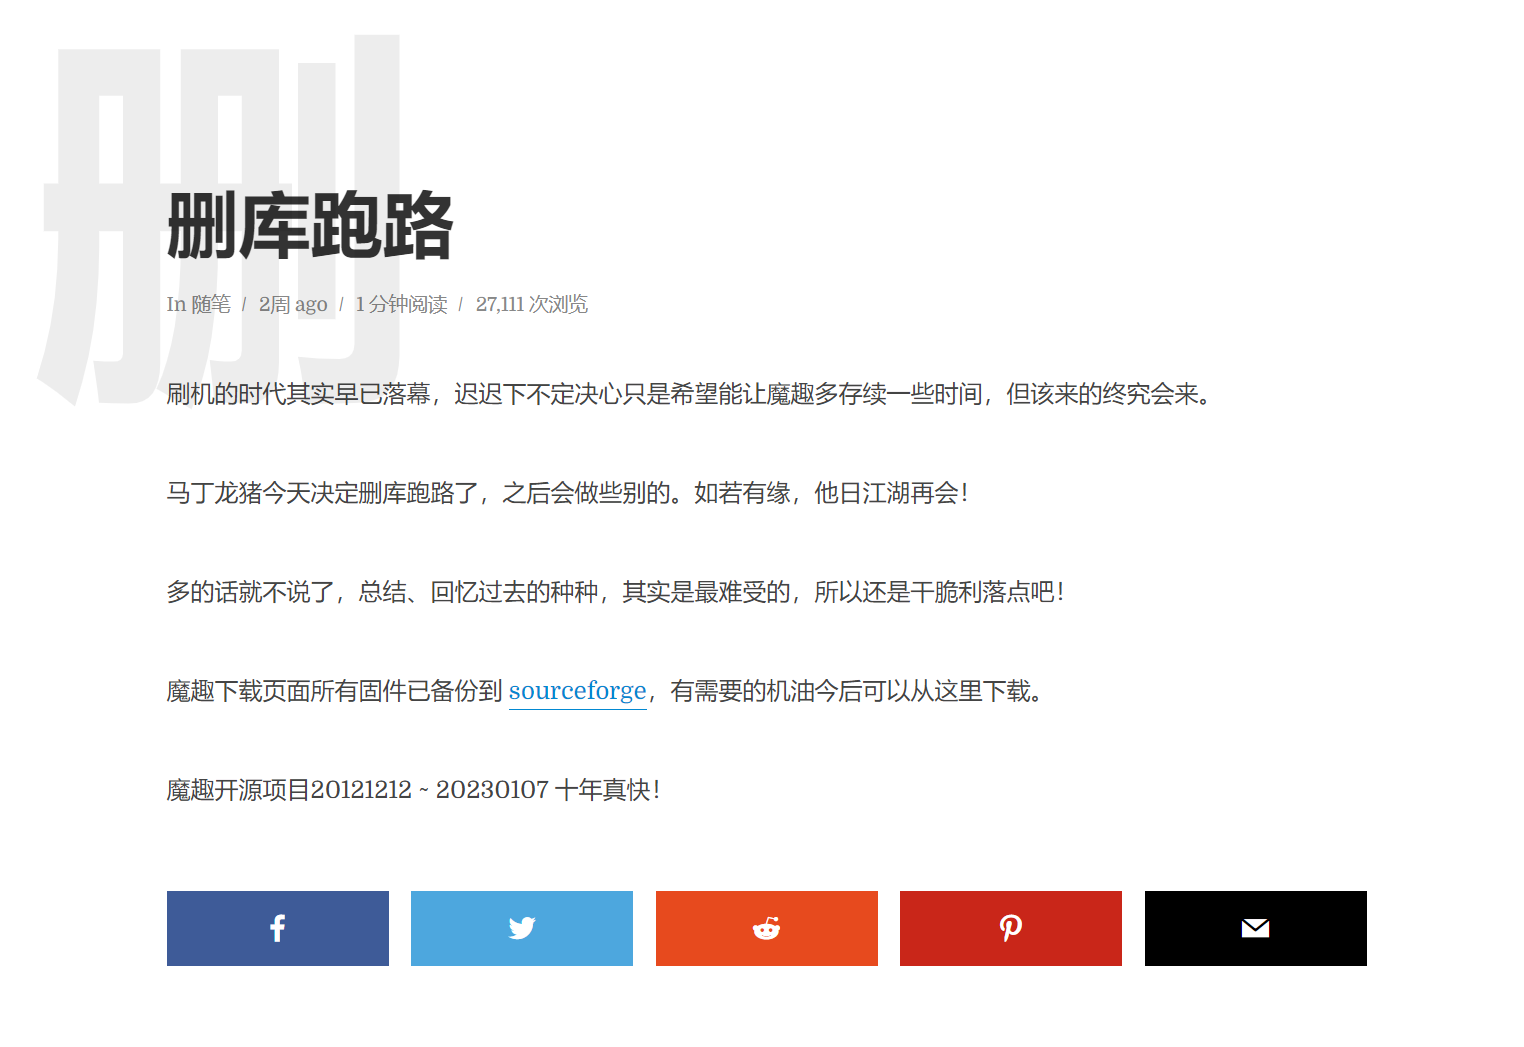 删
删库跑路
In 随笔 / 2周 ago / 1 分钟阅读 / 27,111 次浏览
刷机的时代其实早已落幕，迟迟下不定决心只是希望能让魔趣多存续一些时间，但该来的终究会来。
马丁龙猪今天决定删库跑路了，之后会做些别的。如若有缘，他日江湖再会！
多的话就不说了，总结、回忆过去的种种，其实是最难受的，所以还是干脆利落点吧！
魔趣下载页面所有固件已备份到 sourceforge，有需要的机油今后可以从这里下载。
魔趣开源项目20121212 ~ 20230107 十年真快！